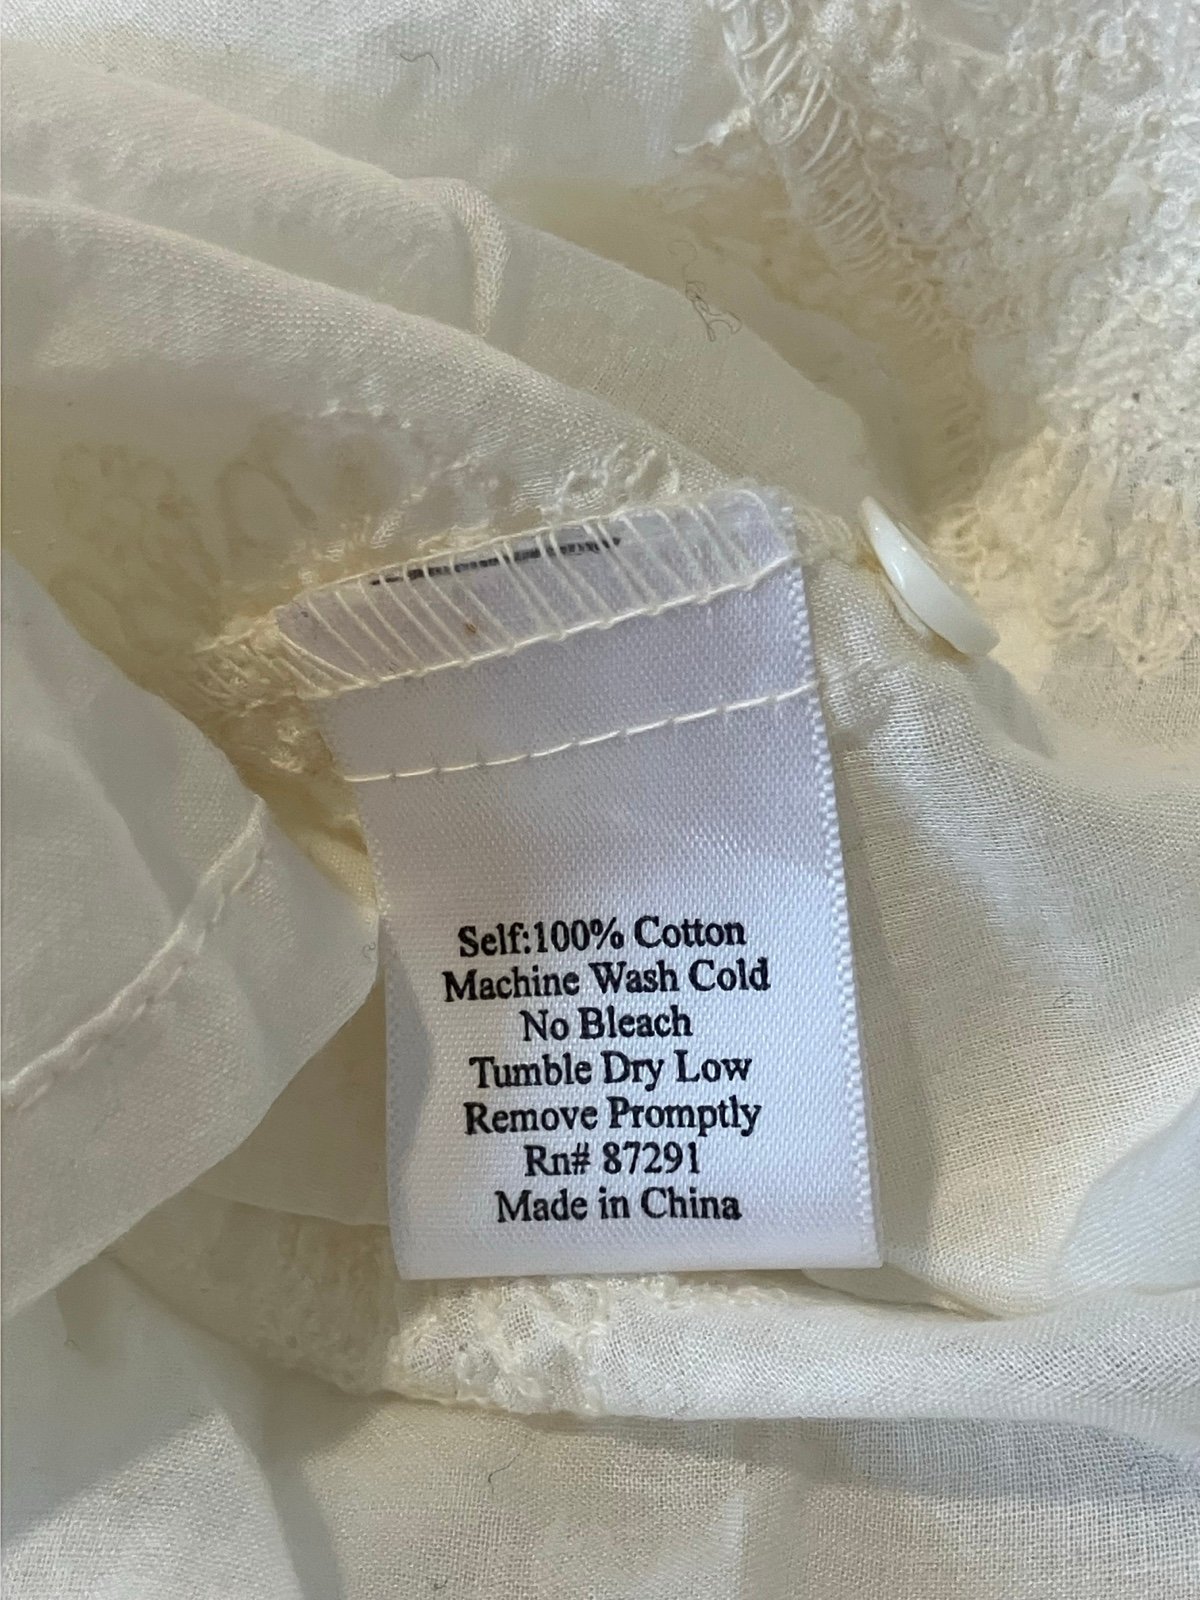 Self:100% Cotton
Machine Wash Cold
No Bleach
Tumble Dry Low
Remove Promptly
Rn# 87291
Made in China